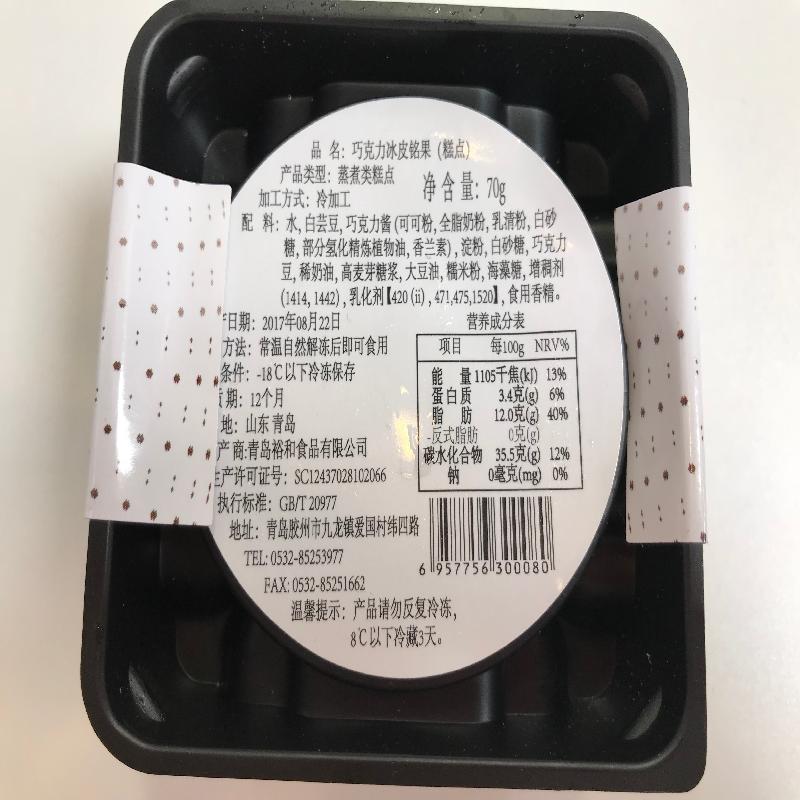 品 名: 巧克力冰皮铭果 (糕点)
产品类型: 蒸煮类糕点
净含量: 70g
加工方式: 冷加工
配 料: 水, 白芸豆, 巧克力酱 (可可粉, 全脂奶粉, 乳清粉, 白砂
糖, 部分氢化精炼植物油, 香兰素) , 淀粉, 白砂糖, 巧克力
豆, 稀奶油, 高麦芽糖浆, 大豆油, 糯米粉, 海藻糖, 增稠剂
(1414, 1442) , 乳化剂【420 (ii) , 471,475,1520】, 食用香精。
日期: 2017年08月22日
方法: 常温自然解冻后即可食用
条件: -18℃以下冷冻保存
期: 12个月
地: 山东 青岛
产 商:青岛裕和食品有限公司
生产许可证号: SC12437028102066
执行标准: GB/T 20977
地址: 青岛胶州市九龙镇爱国村纬四路
TEL: 0532-85253977
FAX: 0532-85251662
温馨提示: 产品请勿反复冷冻,
8℃以下冷藏3天。
营养成分表
项目 每100g NRV%
能 量 1105千焦(kJ) 13%
蛋白质 3.4克(g) 6%
脂 肪 12.0克(g) 40%
-反式脂肪 0克(g)
碳水化合物 35.5克(g) 12%
钠 0毫克(mg) 0%
6 957756 300080